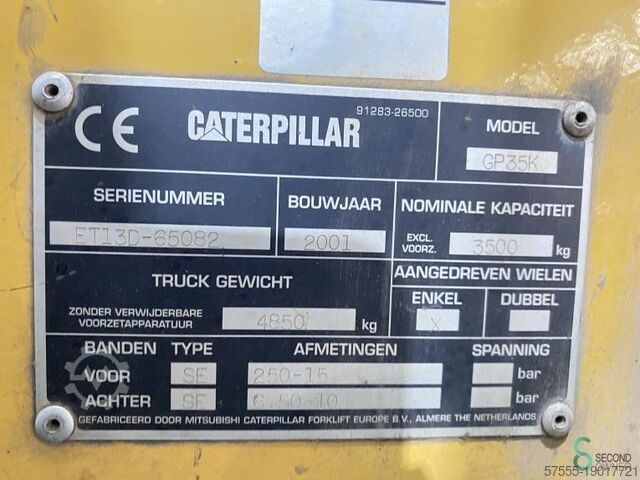 91283-26500
CE CATERPILLAR
MODEL
GP35K
SERIENUMMER
ET13D-65082
BOUWJAAR
2001
NOMINALE KAPACITEIT
EXCL. VOORZ. 3500 kg
TRUCK GEWICHT
ZONDER VERWIJDERBARE
VOORZETAPPARATUUR 4850 kg
AANGEDREVEN WIELEN
ENKEL DUBBEL
X
BANDEN TYPE AFMETINGEN SPANNING
VOOR SE 250-15 bar
ACHTER SE 6.50-10 bar
GEFABRICEERD DOOR MITSUBISHI CATERPILLAR FORKLIFT EUROPE B.V., ALMERE THE NETHERLANDS
S SECOND
OWNER
57555-19017721